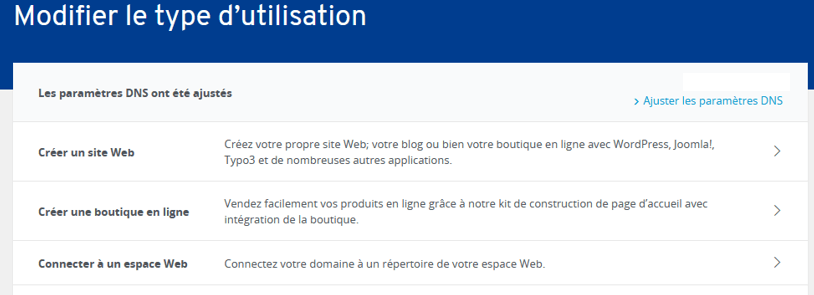 Modifier le type d’utilisation
Les paramètres DNS ont été ajustés
Ajuster les paramètres DNS
Créer un site Web
Créez votre propre site Web; votre blog ou bien votre boutique en ligne avec WordPress, Joomla!,
Typo3 et de nombreuses autres applications.
Créer une boutique en ligne
Vendez facilement vos produits en ligne grâce à notre kit de construction de page d’accueil avec
intégration de la boutique.
Connecter à un espace Web
Connectez votre domaine à un répertoire de votre espace Web.